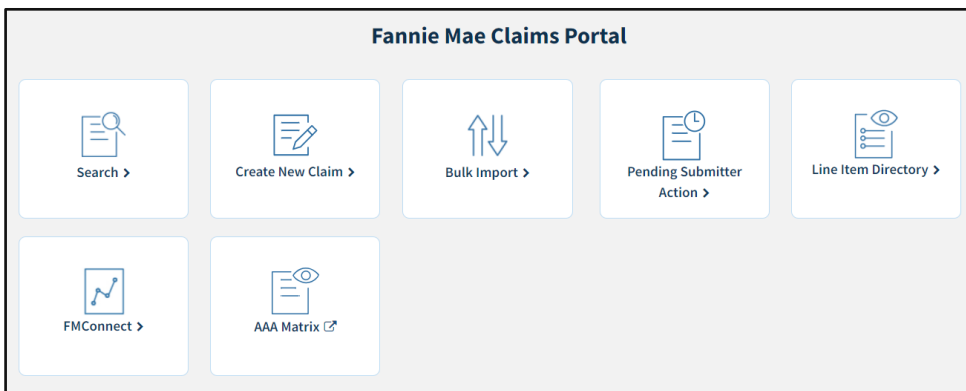 Fannie Mae Claims Portal
Search >
Create New Claim >
Bulk Import >
Pending Submitter
Action >
Line Item Directory >
FMConnect >
AAA Matrix